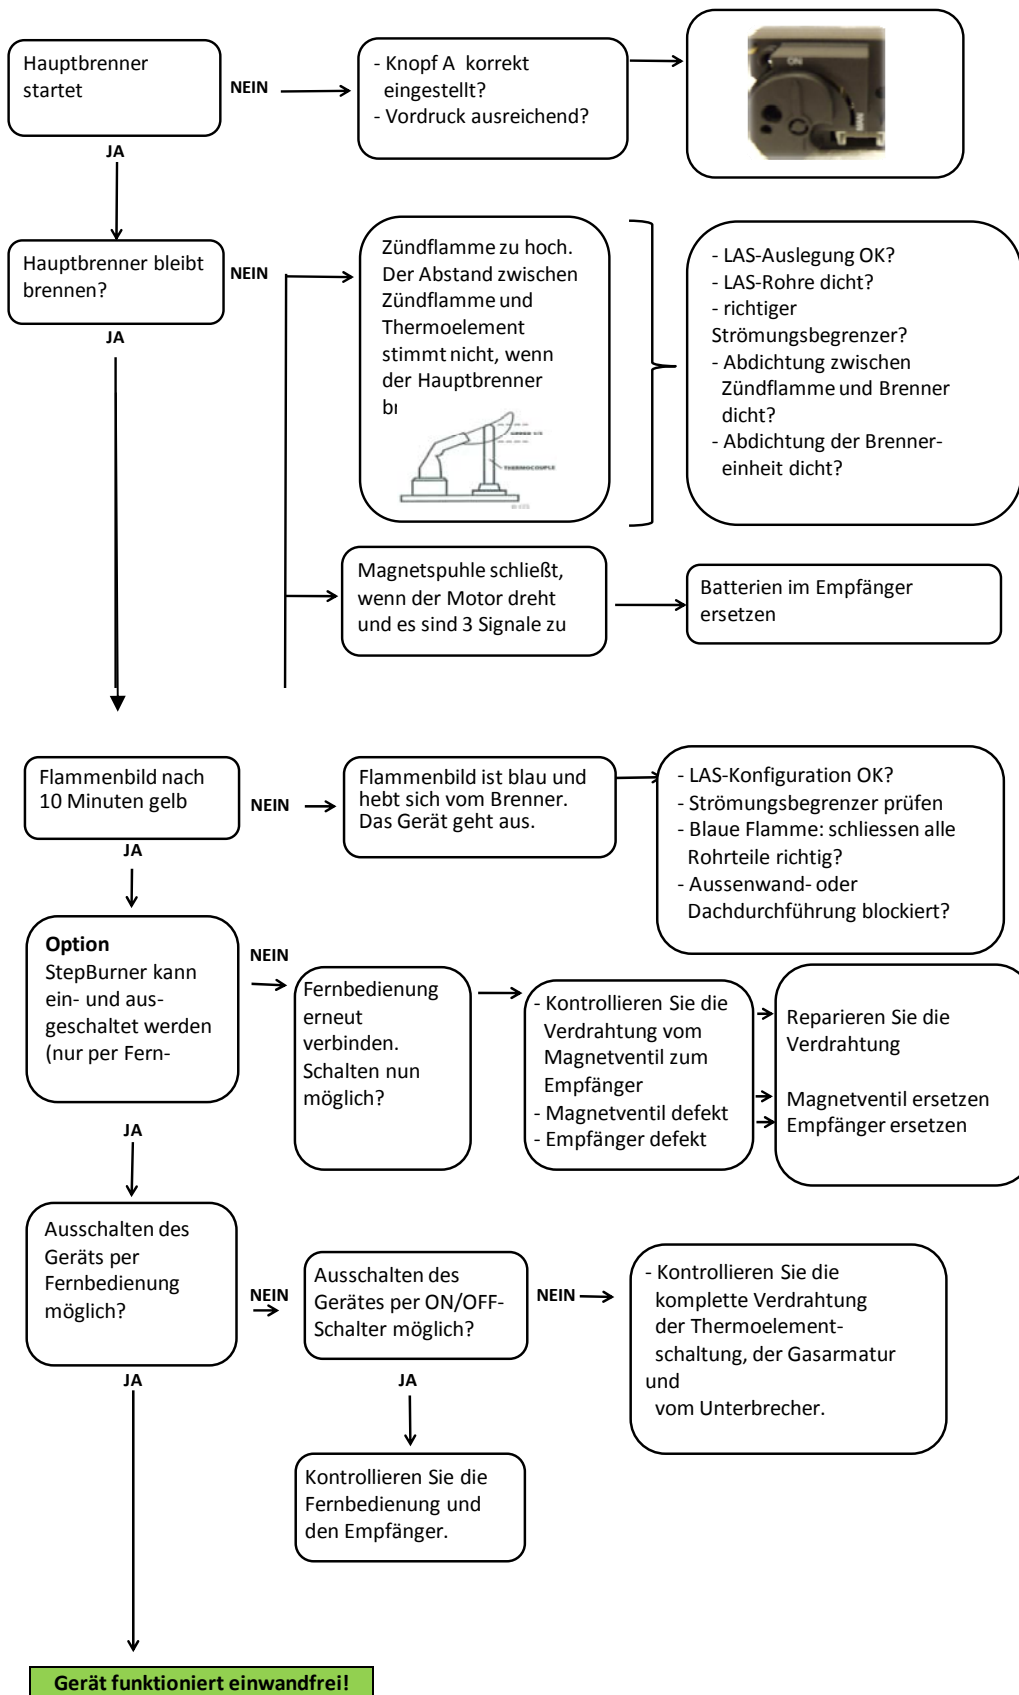 Hauptbrenner
startet
NEIN
- Knopf A korrekt
eingestellt?
- Vordruck ausreichend?
ON
MAN
JA
Hauptbrenner bleibt
brennen?
NEIN
Zündflamme zu hoch.
Der Abstand zwischen
Zündflamme und
Thermoelement
stimmt nicht, wenn
der Hauptbrenner
THERMOCOUPLE
- LAS-Auslegung OK?
- LAS-Rohre dicht?
- richtiger
Strömungsbegrenzer?
- Abdichtung zwischen
Zündflamme und Brenner
dicht?
- Abdichtung der Brenner-
einheit dicht?
JA
Magnetspuhle schließt,
wenn der Motor dreht
und es sind 3 Signale zu
Batterien im Empfänger
ersetzen
Flammenbild nach
10 Minuten gelb
NEIN
Flammenbild ist blau und
hebt sich vom Brenner.
Das Gerät geht aus.
- LAS-Konfiguration OK?
- Strömungsbegrenzer prüfen
- Blaue Flamme: schliessen alle
Rohrteile richtig?
- Aussenwand- oder
Dachdurchführung blockiert?
JA
Option
StepBurner kann
ein- und aus-
geschaltet werden
(nur per Fern-
NEIN
Fernbedienung
erneut
verbinden.
Schalten nun
möglich?
- Kontrollieren Sie die
Verdrahtung vom
Magnetventil zum
Empfänger
- Magnetventil defekt
- Empfänger defekt
Reparieren Sie die
Verdrahtung
Magnetventil ersetzen
Empfänger ersetzen
JA
Ausschalten des
Geräts per
Fernbedienung
möglich?
NEIN
Ausschalten des
Gerätes per ON/OFF-
Schalter möglich?
NEIN
- Kontrollieren Sie die
komplette Verdrahtung
der Thermoelement-
schaltung, der Gasarmatur
und
vom Unterbrecher.
JA
JA
Kontrollieren Sie die
Fernbedienung und
den Empfänger.
Gerät funktioniert einwandfrei!